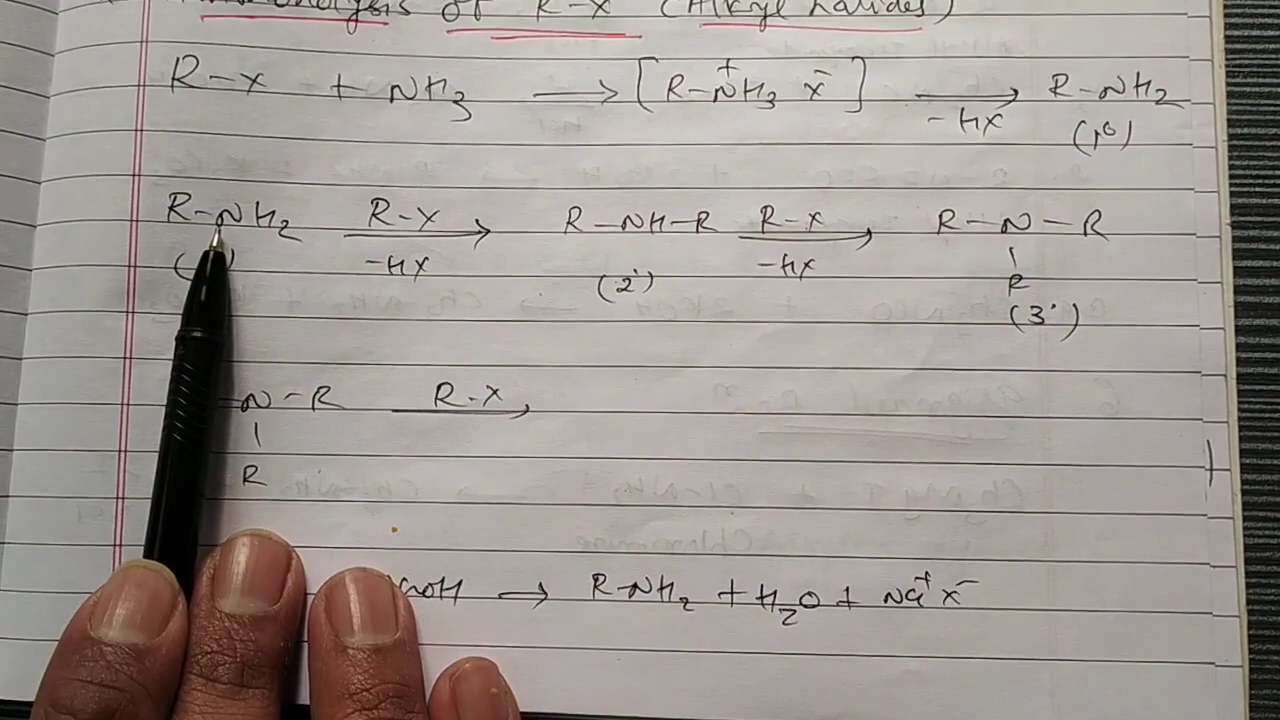 of R-X (Alkyl halides)
R-X + NH3 ⟶ [R-N⁺H3 X⁻] ⟶ R-NH2
-HX
(1°)
R-NH2 R-X ⟶ R-NH-R R-X ⟶ R-N-R
-HX (2°) -HX R
(3°)
N-R R-X ⟶
R
⟶ R-NH2 + H2O + Na⁺X⁻